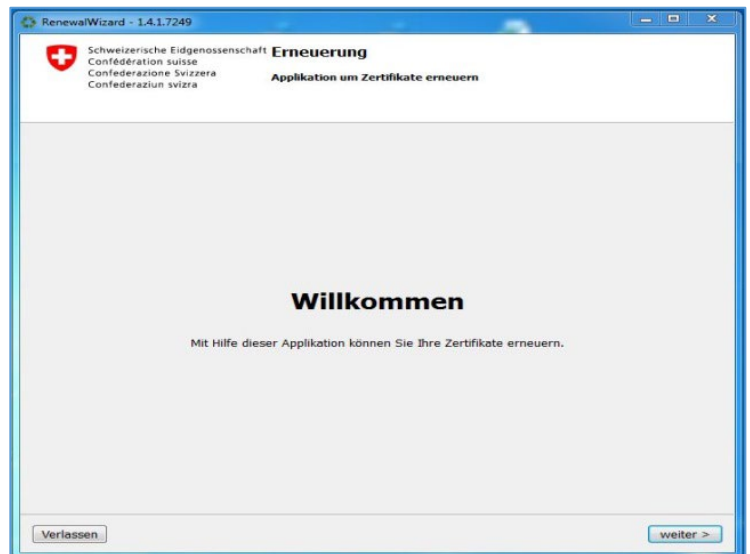 RenewalWizard - 1.4.1.7249
Schweizerische Eidgenossenschaft
Confédération suisse
Confederazione Svizzera
Confederaziun svizra
Erneuerung
Applikation um Zertifikate erneuern
Willkommen
Mit Hilfe dieser Applikation können Sie Ihre Zertifikate erneuern.
Verlassen
weiter >